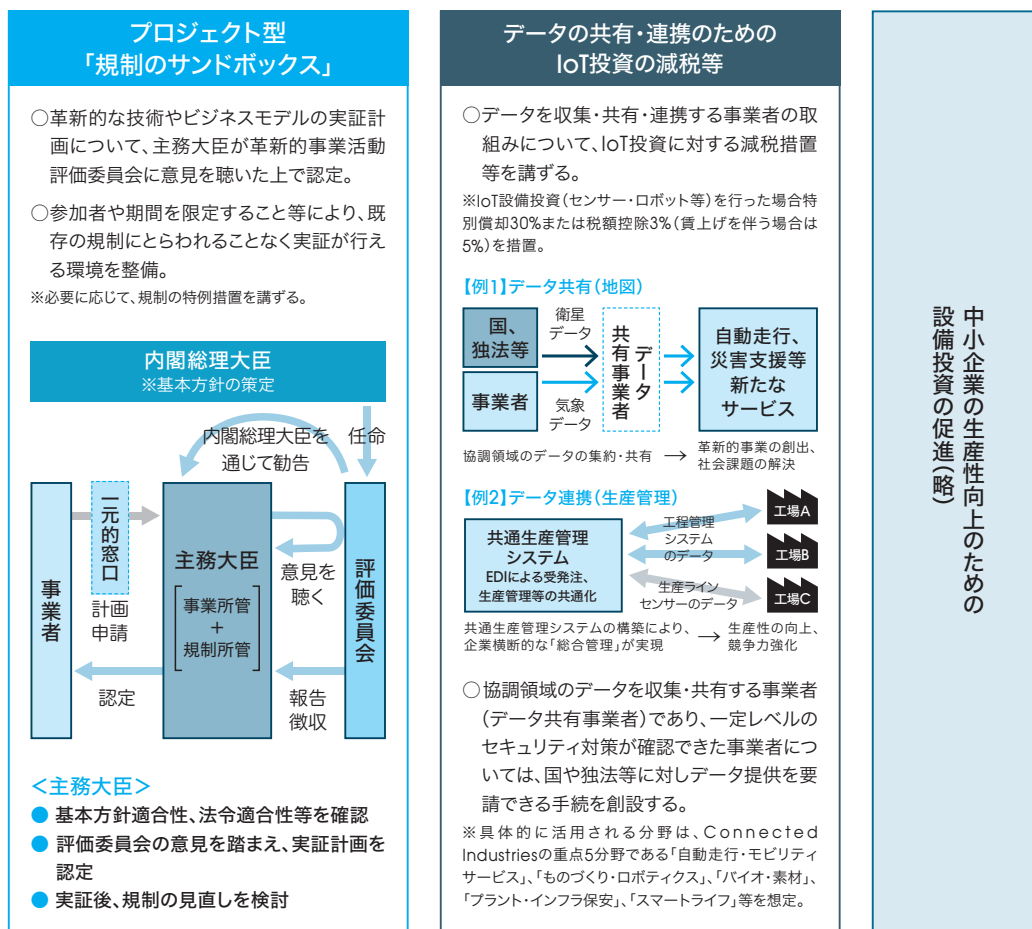 プロジェクト型
「規制のサンドボックス」
○革新的な技術やビジネスモデルの実証計
画について、主務大臣が革新的事業活動
評価委員会に意見を聴いた上で認定。
○参加者や期間を限定すること等により、既
存の規制にとらわれることなく実証が行え
る環境を整備。
※必要に応じて、規制の特例措置を講ずる。
内閣総理大臣
※基本方針の策定
内閣総理大臣を
通じて勧告
任命
事業者
一元的窓口
計画
申請
認定
主務大臣
事業所管
+
規制所管
意見を
聴く
報告
徴収
評価委員会
<主務大臣>
● 基本方針適合性、法令適合性等を確認
● 評価委員会の意見を踏まえ、実証計画を
認定
● 実証後、規制の見直しを検討
データの共有・連携のための
IoT投資の減税等
○データを収集・共有・連携する事業者の取
組みについて、IoT投資に対する減税措置
等を講ずる。
※IoT設備投資(センサー・ロボット等)を行った場合特
別償却30%または税額控除3%(賃上げを伴う場合は
5%)を措置。
【例1】データ共有(地図)
国、
独法等
事業者
衛星
データ
気象
データ
データ
共有事業者
自動走行、
災害支援等
新たな
サービス
協調領域のデータの集約・共有 →
革新的事業の創出、
社会課題の解決
【例2】データ連携(生産管理)
共通生産管理
システム
EDIによる受発注、
生産管理等の共通化
工程管理
システム
のデータ
生産ライン
センサーのデータ
工場A
工場B
工場C
共通生産管理システムの構築により、
企業横断的な「総合管理」が実現
→
生産性の向上、
競争力強化
○協調領域のデータを収集・共有する事業者
(データ共有事業者)であり、一定レベルの
セキュリティ対策が確認できた事業者につ
いては、国や独法等に対しデータ提供を要
請できる手続を創設する。
※具体的に活用される分野は、Connected
Industriesの重点5分野である「自動走行・モビリティ
サービス」、「ものづくり・ロボティクス」、「バイオ・素材」、
「プラント・インフラ保安」、「スマートライフ」等を想定。
中小企業の生産性向上のための
設備投資の促進(略)